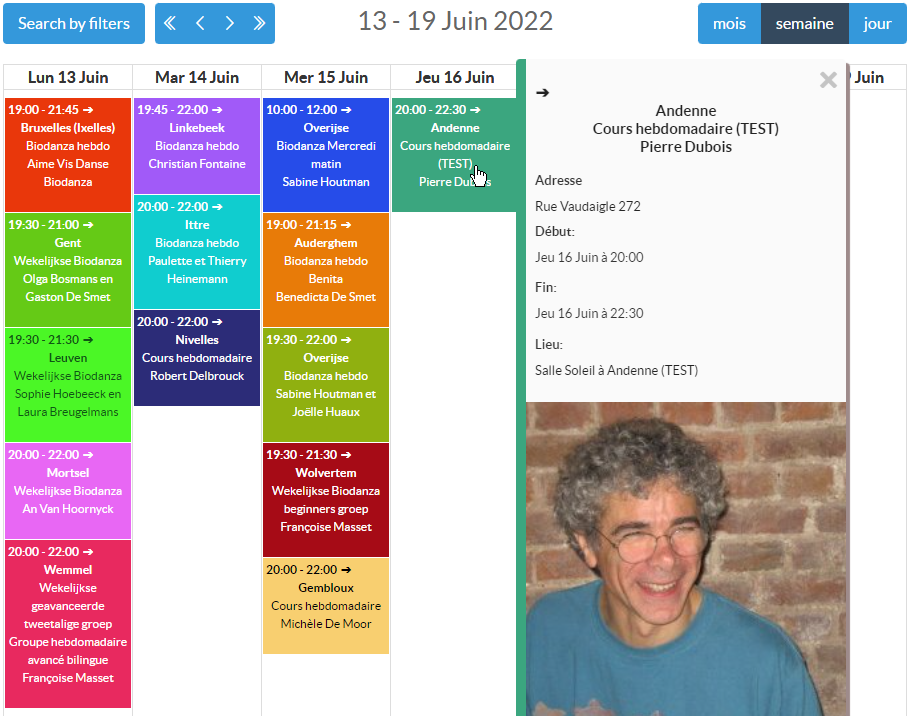 Search by filters
13 - 19 Juin 2022
mois semaine jour
Lun 13 Juin
Mar 14 Juin
Mer 15 Juin
Jeu 16 Juin
Juin
19:00 - 21:45 ➔
Bruxelles (Ixelles)
Biodanza hebdo
Aime Vis Danse
Biodanza
19:30 - 21:00 ➔
Gent
Wekelijkse Biodanza
Olga Bosmans en
Gaston De Smet
19:30 - 21:30 ➔
Leuven
Wekelijkse Biodanza
Sophie Hoebeeck en
Laura Breugelmans
20:00 - 22:00 ➔
Mortsel
Wekelijkse Biodanza
An Van Hoornyck
20:00 - 22:00 ➔
Wemmel
Wekelijkse
geavanceerde
tweetalige groep
Groupe hebdomadaire
avancé bilingue
Françoise Masset
19:45 - 22:00 ➔
Linkebeek
Biodanza hebdo
Christian Fontaine
20:00 - 22:00 ➔
Ittre
Biodanza hebdo
Paulette et Thierry
Heinemann
20:00 - 22:00 ➔
Nivelles
Cours hebdomadaire
Robert Delbrouck
10:00 - 12:00 ➔
Overijse
Biodanza Mercredi
matin
Sabine Houtman
19:00 - 21:15 ➔
Auderghem
Biodanza hebdo
Benita
Benedicta De Smet
19:30 - 22:00 ➔
Overijse
Biodanza hebdo
Sabine Houtman et
Joëlle Huaux
19:30 - 21:30 ➔
Wolvertem
Wekelijkse Biodanza
beginners groep
Françoise Masset
20:00 - 22:00 ➔
Gembloux
Cours hebdomadaire
Michèle De Moor
20:00 - 22:30 ➔
Andenne
Cours hebdomadaire
(TEST)
Pierre Dubois
➔
Andenne
Cours hebdomadaire (TEST)
Pierre Dubois
Adresse
Rue Vaudaigle 272
Début:
Jeu 16 Juin à 20:00
Fin:
Jeu 16 Juin à 22:30
Lieu:
Salle Soleil à Andenne (TEST)